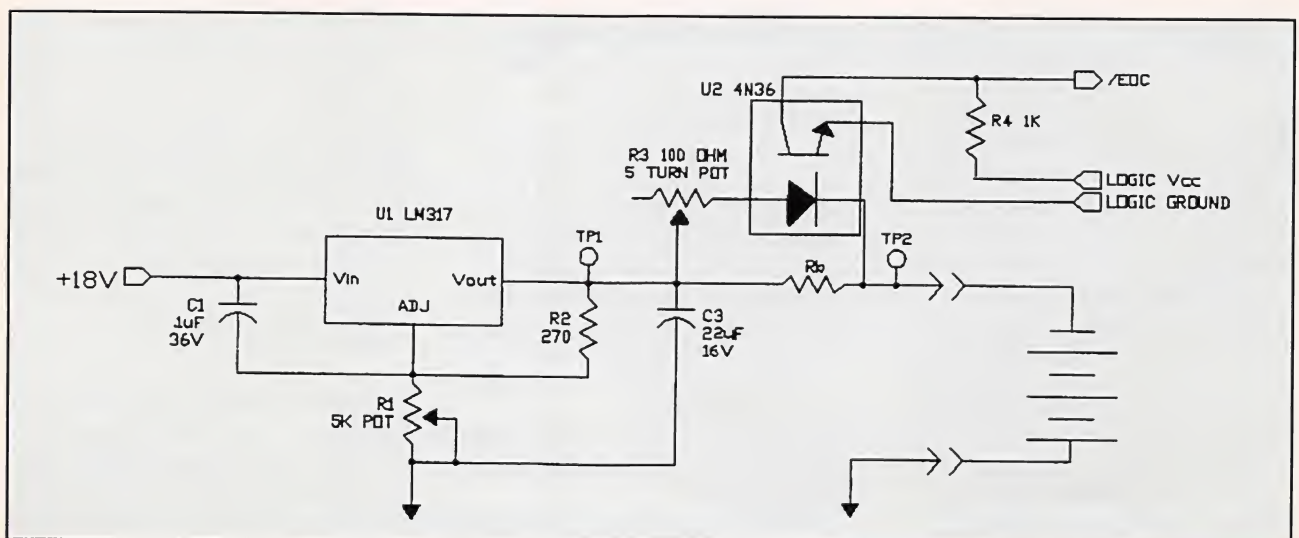 /EOC
U2 4N36
R4 1K
R3 100 OHM
5 TURN POT
LOGIC Vcc
LOGIC GROUND
U1 LM317
TP1
TP2
+18V
Vin
Vout
Rb
C1
.1uF
36V
ADJ
R2
270
C3
22uF
16V
R1
5K POT